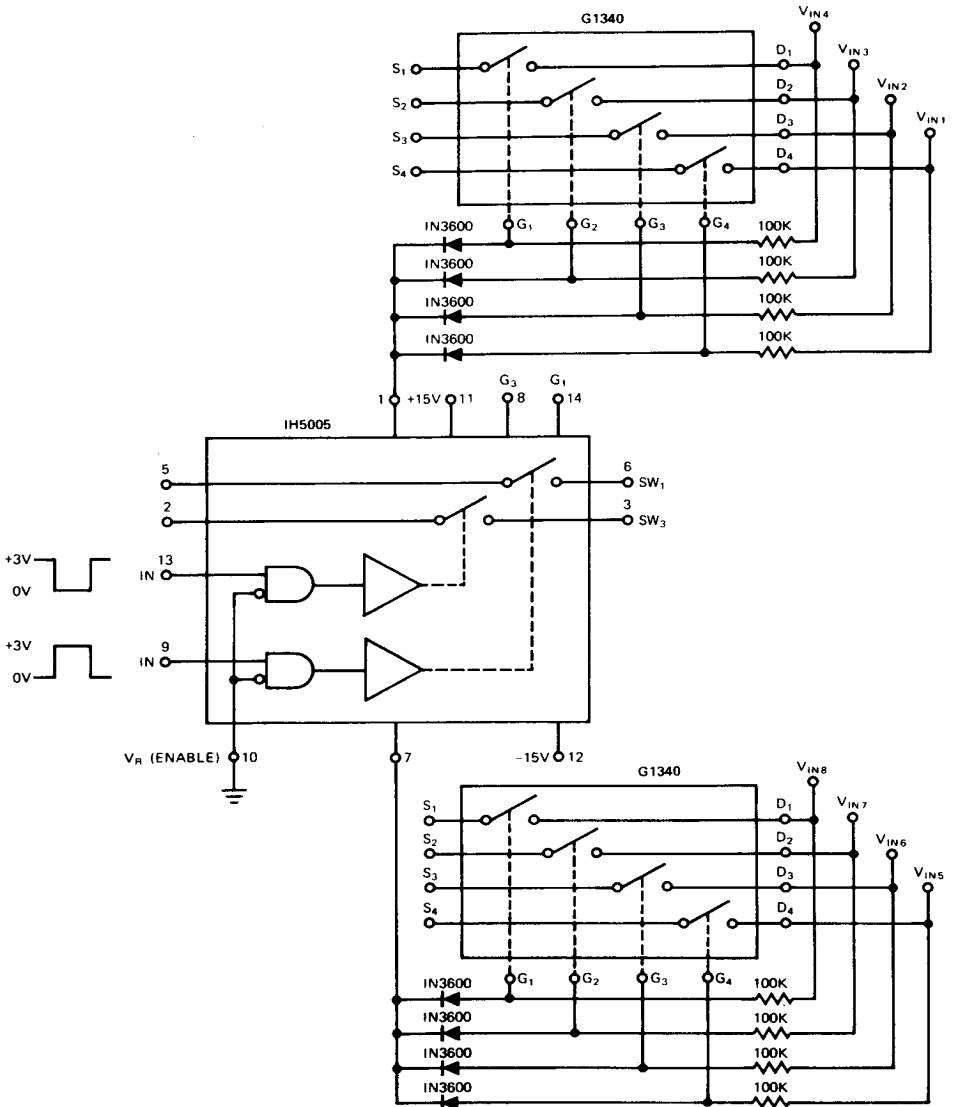 G1340
VIN4
VIN3
VIN2
VIN1
D1
D2
D3
D4
S1
S2
S3
S4
G1
G2
G3
G4
IN3600
100K
IN3600
100K
IN3600
100K
IN3600
100K
1
+15V
11
G3
8
G1
14
IH5005
5
6
SW1
2
3
SW3
+3V
0V
IN
13
+3V
0V
IN
9
VR (ENABLE)
10
7
−15V
12
G1340
VIN8
VIN7
VIN6
VIN5
D1
D2
D3
D4
S1
S2
S3
S4
G1
G2
G3
G4
IN3600
100K
IN3600
100K
IN3600
100K
IN3600
100K